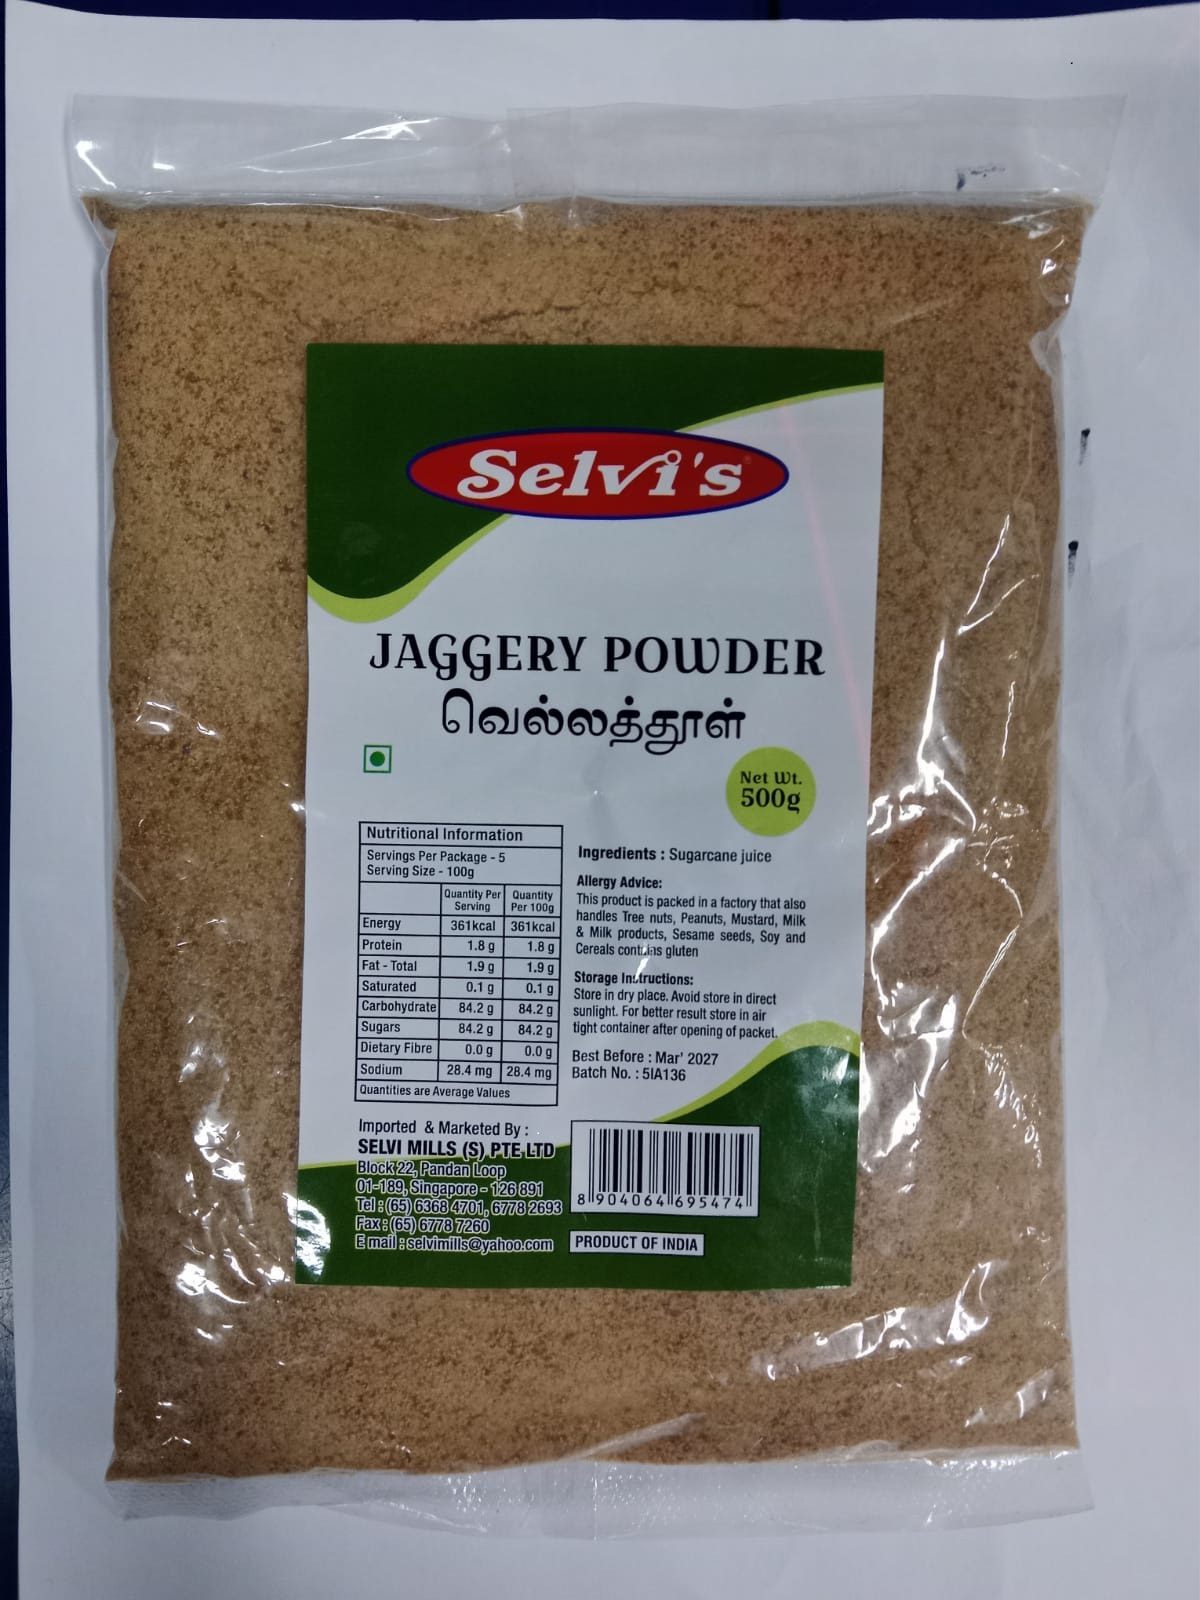 Selvi's
JAGGERY POWDER
வெல்லத்தூள்
Net Wt.
500g
Nutritional Information
Servings Per Package - 5
Serving Size - 100g
Quantity Per Serving Quantity Per 100g
Energy 361kcal 361kcal
Protein 1.8 g 1.8 g
Fat - Total 1.9 g 1.9 g
Saturated 0.1 g 0.1 g
Carbohydrate 84.2 g 84.2 g
Sugars 84.2 g 84.2 g
Dietary Fibre 0.0 g 0.0 g
Sodium 28.4 mg 28.4 mg
Quantities are Average Values
Ingredients : Sugarcane juice
Allergy Advice:
This product is packed in a factory that also
handles Tree nuts, Peanuts, Mustard, Milk
& Milk products, Sesame seeds, Soy and
Cereals contains gluten
Storage Instructions:
Store in dry place. Avoid store in direct
sunlight. For better result store in air
tight container after opening of packet.
Best Before : Mar' 2027
Batch No. : 5IA136
Imported & Marketed By :
SELVI MILLS (S) PTE LTD
Block 22, Pandan Loop
01-189, Singapore - 126 891
Tel : (65) 6368 4701, 6778 2693
Fax : (65) 6778 7260
E mail : selvimills@yahoo.com
8 904064 695474
PRODUCT OF INDIA